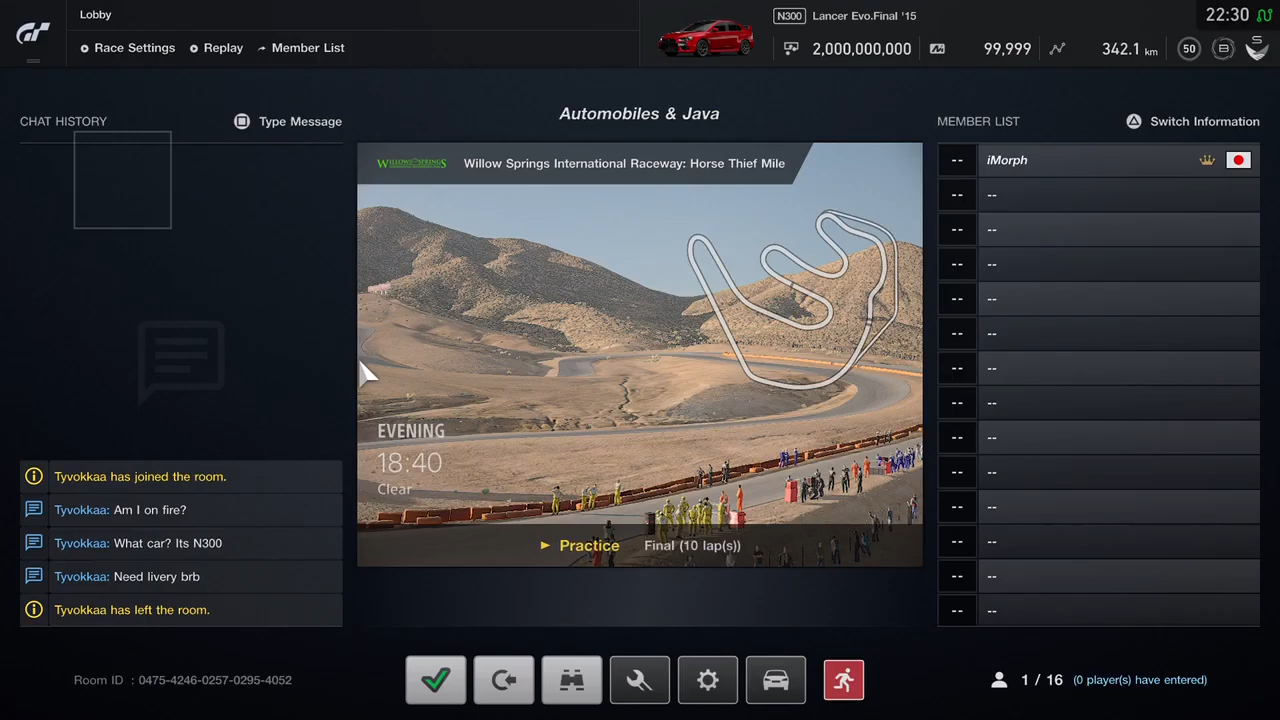 Lobby
Race Settings
Replay
Member List
N300
Lancer Evo.Final '15
2,000,000,000
99,999
342.1 km
50
B
S
22:30
CHAT HISTORY
Type Message
Automobiles & Java
MEMBER LIST
Switch Information
WILLOW SPRINGS
Willow Springs International Raceway: Horse Thief Mile
-- iMorph
-- --
-- --
-- --
-- --
-- --
-- --
-- --
-- --
-- --
-- --
-- --
-- --
-- --
EVENING
18:40
Clear
Practice
Final (10 lap(s))
Tyvokkaa has joined the room.
Tyvokkaa: Am I on fire?
Tyvokkaa: What car? Its N300
Tyvokkaa: Need livery brb
Tyvokkaa has left the room.
Room ID : 0475-4246-0257-0295-4052
1 / 16
(0 player(s) have entered)